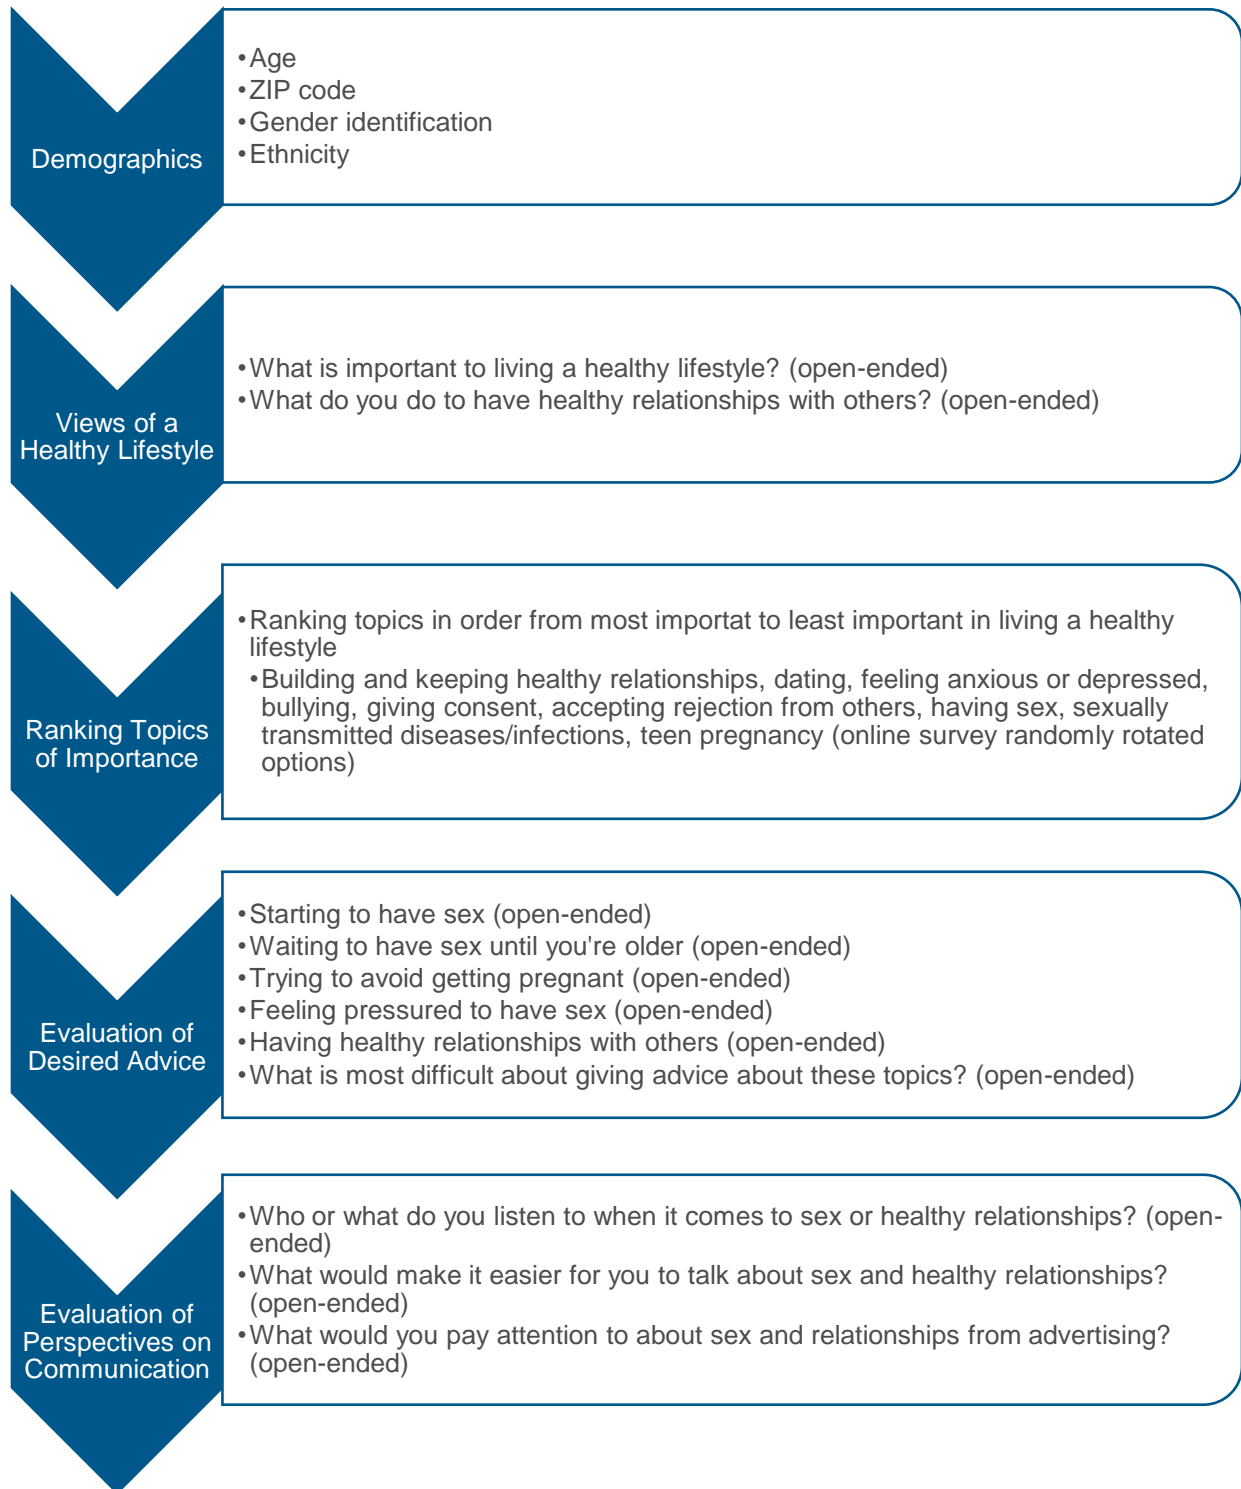 Demographics
•Age
•ZIP code
•Gender identification
•Ethnicity
Views of a
Healthy Lifestyle
•What is important to living a healthy lifestyle? (open-ended)
•What do you do to have healthy relationships with others? (open-ended)
Ranking Topics
of Importance
•Ranking topics in order from most importat to least important in living a healthy
lifestyle
•Building and keeping healthy relationships, dating, feeling anxious or depressed,
bullying, giving consent, accepting rejection from others, having sex, sexually
transmitted diseases/infections, teen pregnancy (online survey randomly rotated
options)
Evaluation of
Desired Advice
•Starting to have sex (open-ended)
•Waiting to have sex until you're older (open-ended)
•Trying to avoid getting pregnant (open-ended)
•Feeling pressured to have sex (open-ended)
•Having healthy relationships with others (open-ended)
•What is most difficult about giving advice about these topics? (open-ended)
Evaluation of
Perspectives on
Communication
•Who or what do you listen to when it comes to sex or healthy relationships? (open-
ended)
•What would make it easier for you to talk about sex and healthy relationships?
(open-ended)
•What would you pay attention to about sex and relationships from advertising?
(open-ended)